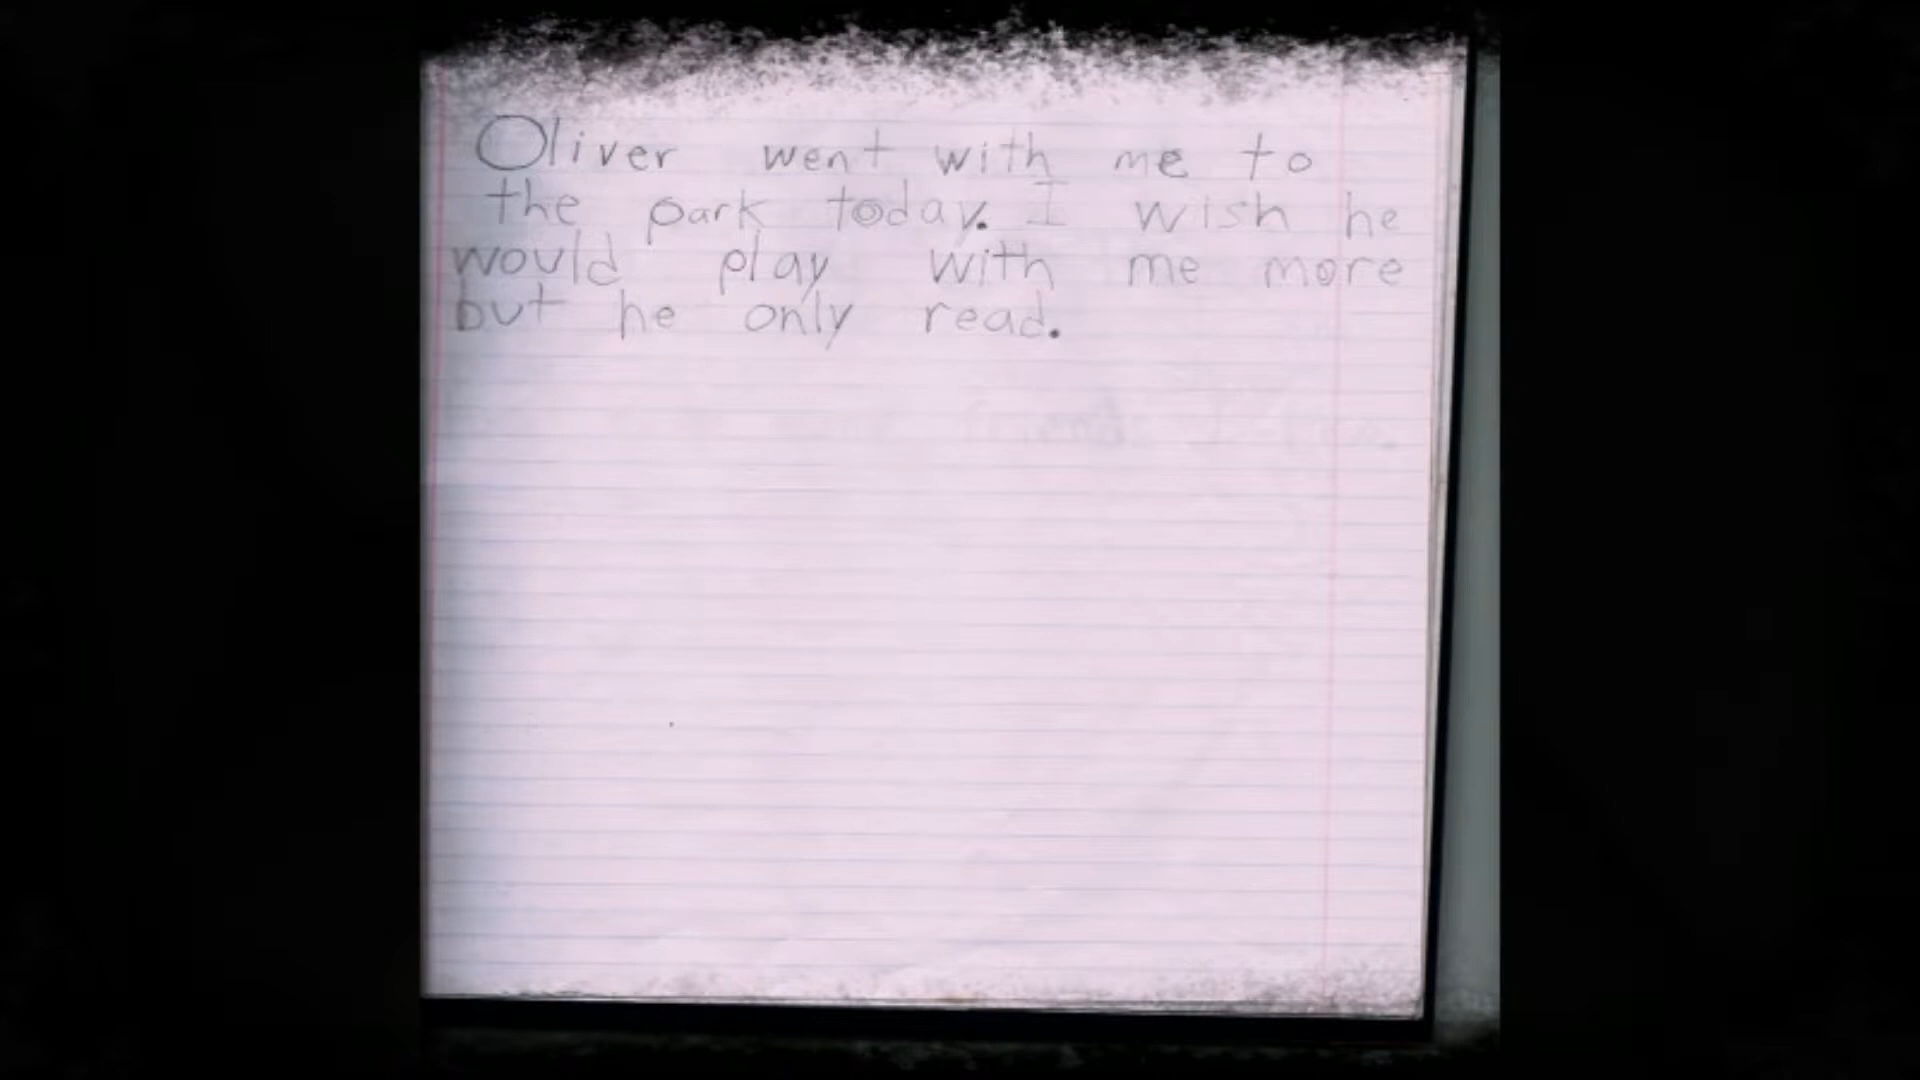 Oliver went with me to
the park today. I wish he
would play with me more
but he only read.